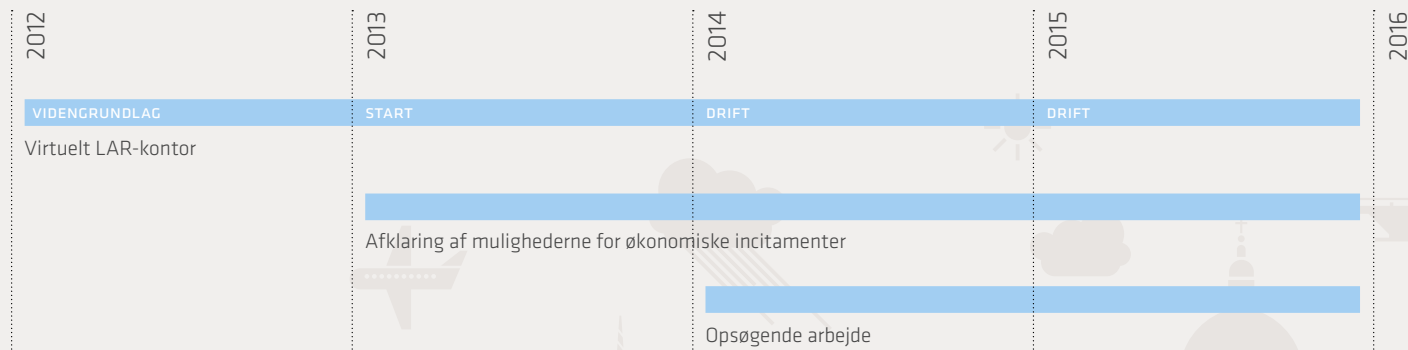 2012
2013
2014
2015
2016
VIDENGRUNDLAG
START
DRIFT
DRIFT
Virtuelt LAR-kontor
Afklaring af mulighederne for økonomiske incitamenter
Opsøgende arbejde